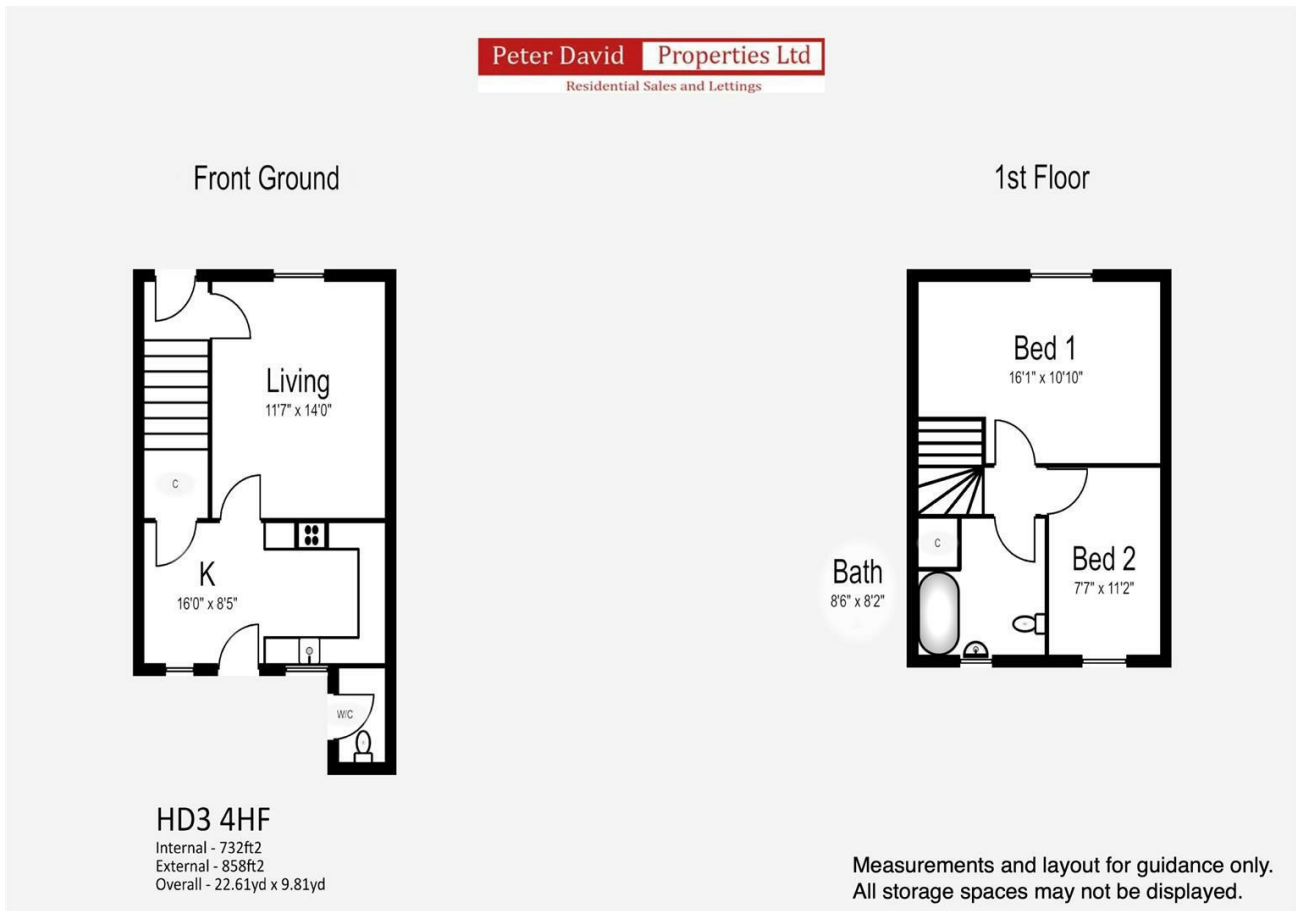 Peter David Properties Ltd
Residential Sales and Lettings
Front Ground
1st Floor
Living
11'7" x 14'0"
C
K
16'0" x 8'5"
W/C
Bed 1
16'1" x 10'10"
C
Bath
8'6" x 8'2"
Bed 2
7'7" x 11'2"
HD3 4HF
Internal - 732ft2
External - 858ft2
Overall - 22.61yd x 9.81yd
Measurements and layout for guidance only.
All storage spaces may not be displayed.